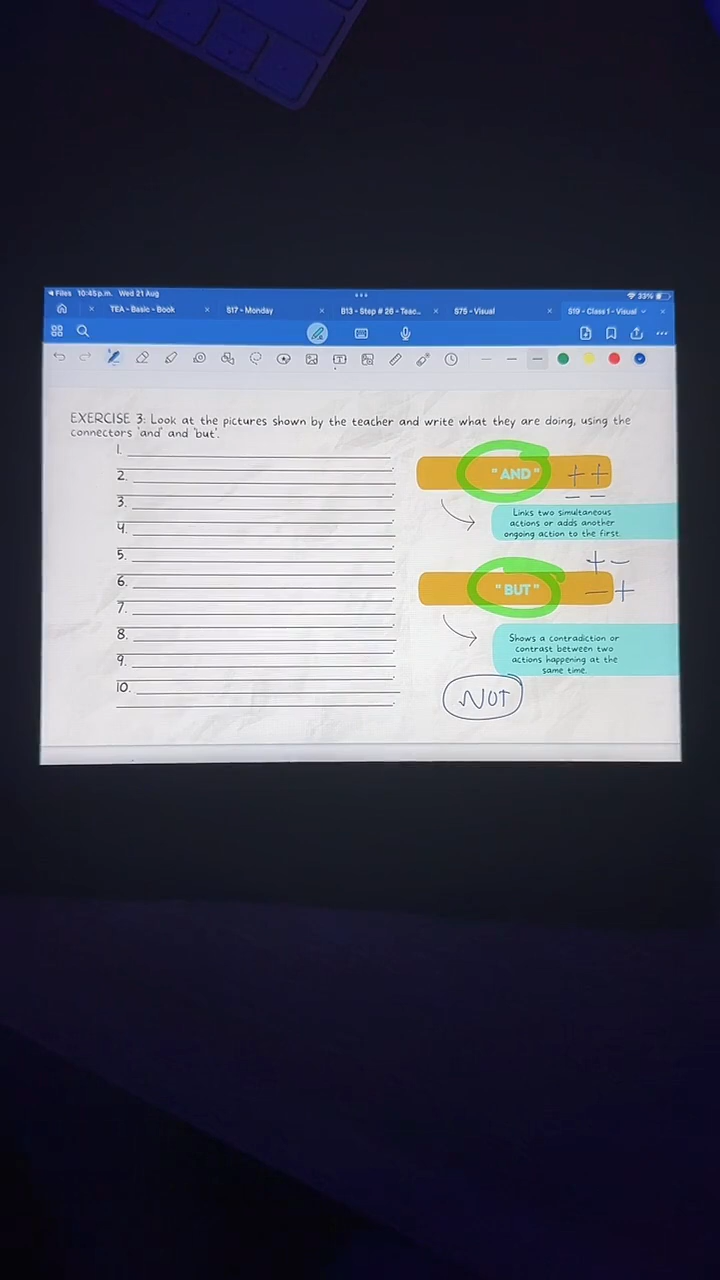 Files 10:45 p.m. Wed 21 Aug
33%
TEA - Basic - Book
S17 - Monday
B13 - Step # 26 - Teac...
S75 - Visual
S19 - Class 1 - Visual
EXERCISE 3: Look at the pictures shown by the teacher and write what they are doing, using the
connectors 'and' and 'but'.
1.
2.
3.
4.
5.
6.
7.
8.
9.
10.
"AND" + +
– –
Links two simultaneous
actions or adds another
ongoing action to the first.
+ –
"BUT" – +
Shows a contradiction or
contrast between two
actions happening at the
same time.
NOT